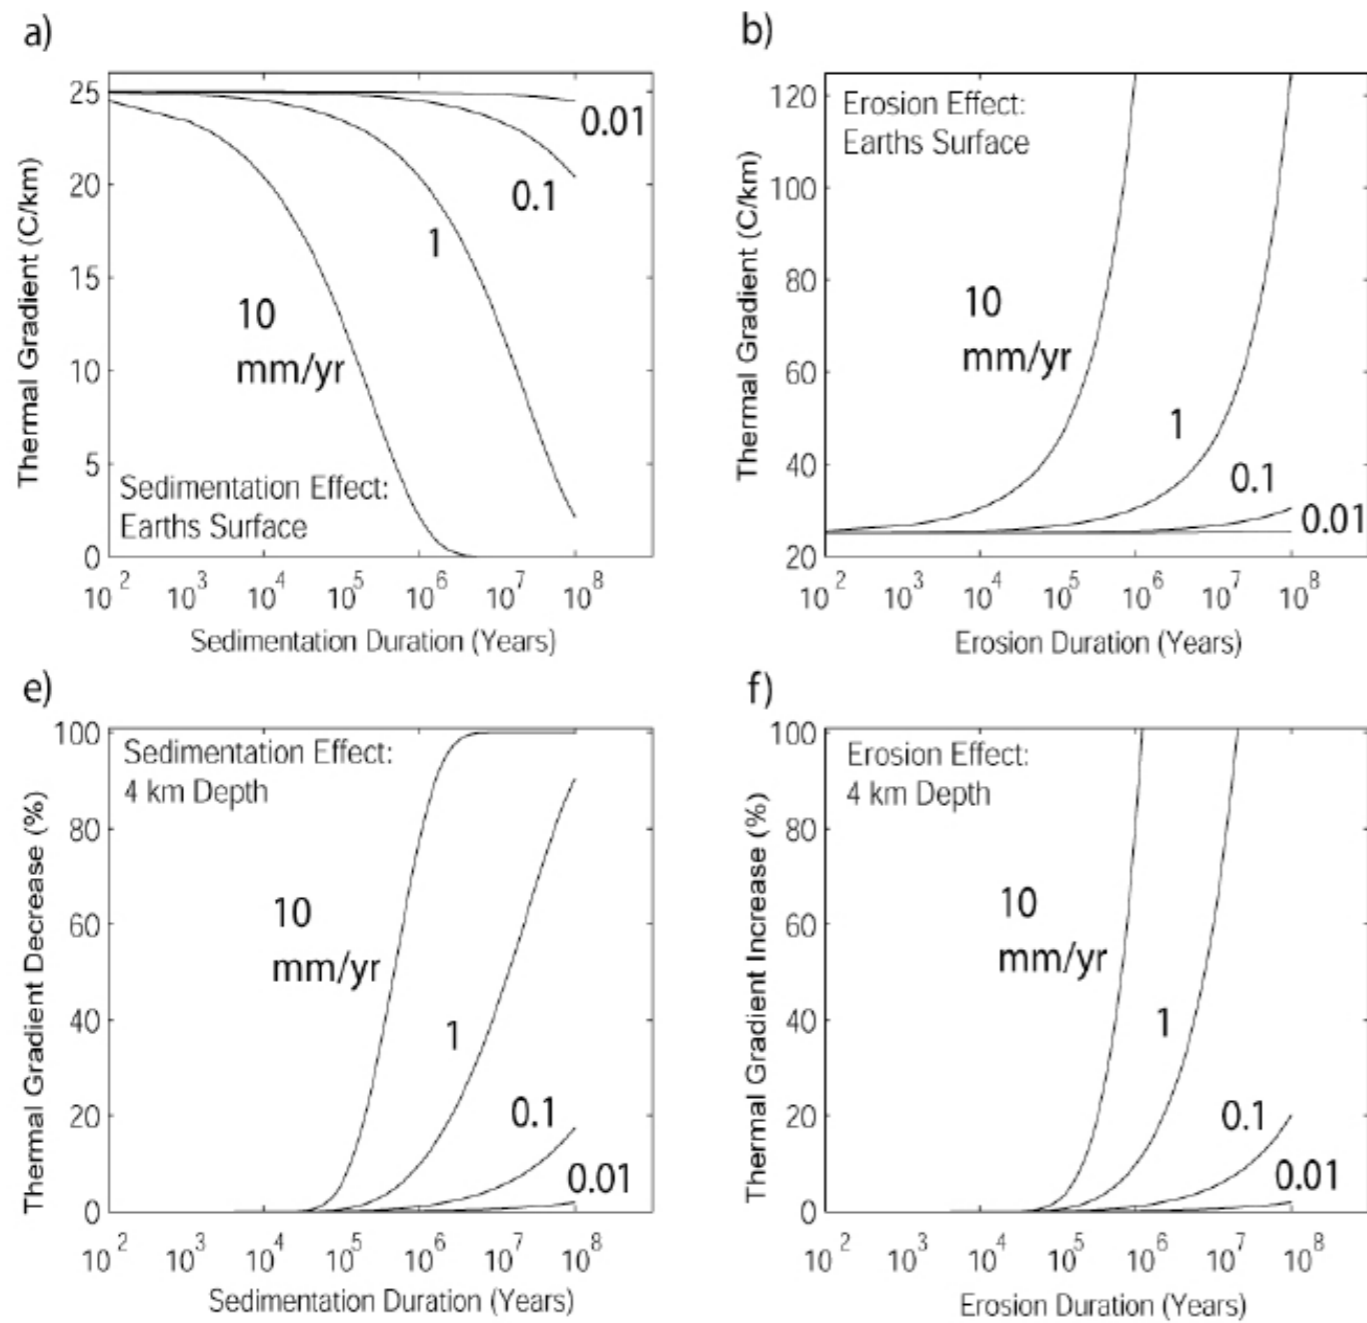 a)
25
20
15
10
5
0
Thermal Gradient (C/km)
0.01
0.1
1
10
mm/yr
Sedimentation Effect:
Earths Surface
10^2 10^3 10^4 10^5 10^6 10^7 10^8
Sedimentation Duration (Years)
b)
120
100
80
60
40
20
Thermal Gradient (C/km)
Erosion Effect:
Earths Surface
10
mm/yr
1
0.1
0.01
10^2 10^3 10^4 10^5 10^6 10^7 10^8
Erosion Duration (Years)
e)
100
80
60
40
20
0
Thermal Gradient Decrease (%)
Sedimentation Effect:
4 km Depth
10
mm/yr
1
0.1
0.01
10^2 10^3 10^4 10^5 10^6 10^7 10^8
Sedimentation Duration (Years)
f)
100
80
60
40
20
0
Thermal Gradient Increase (%)
Erosion Effect:
4 km Depth
10
mm/yr
1
0.1
0.01
10^2 10^3 10^4 10^5 10^6 10^7 10^8
Erosion Duration (Years)